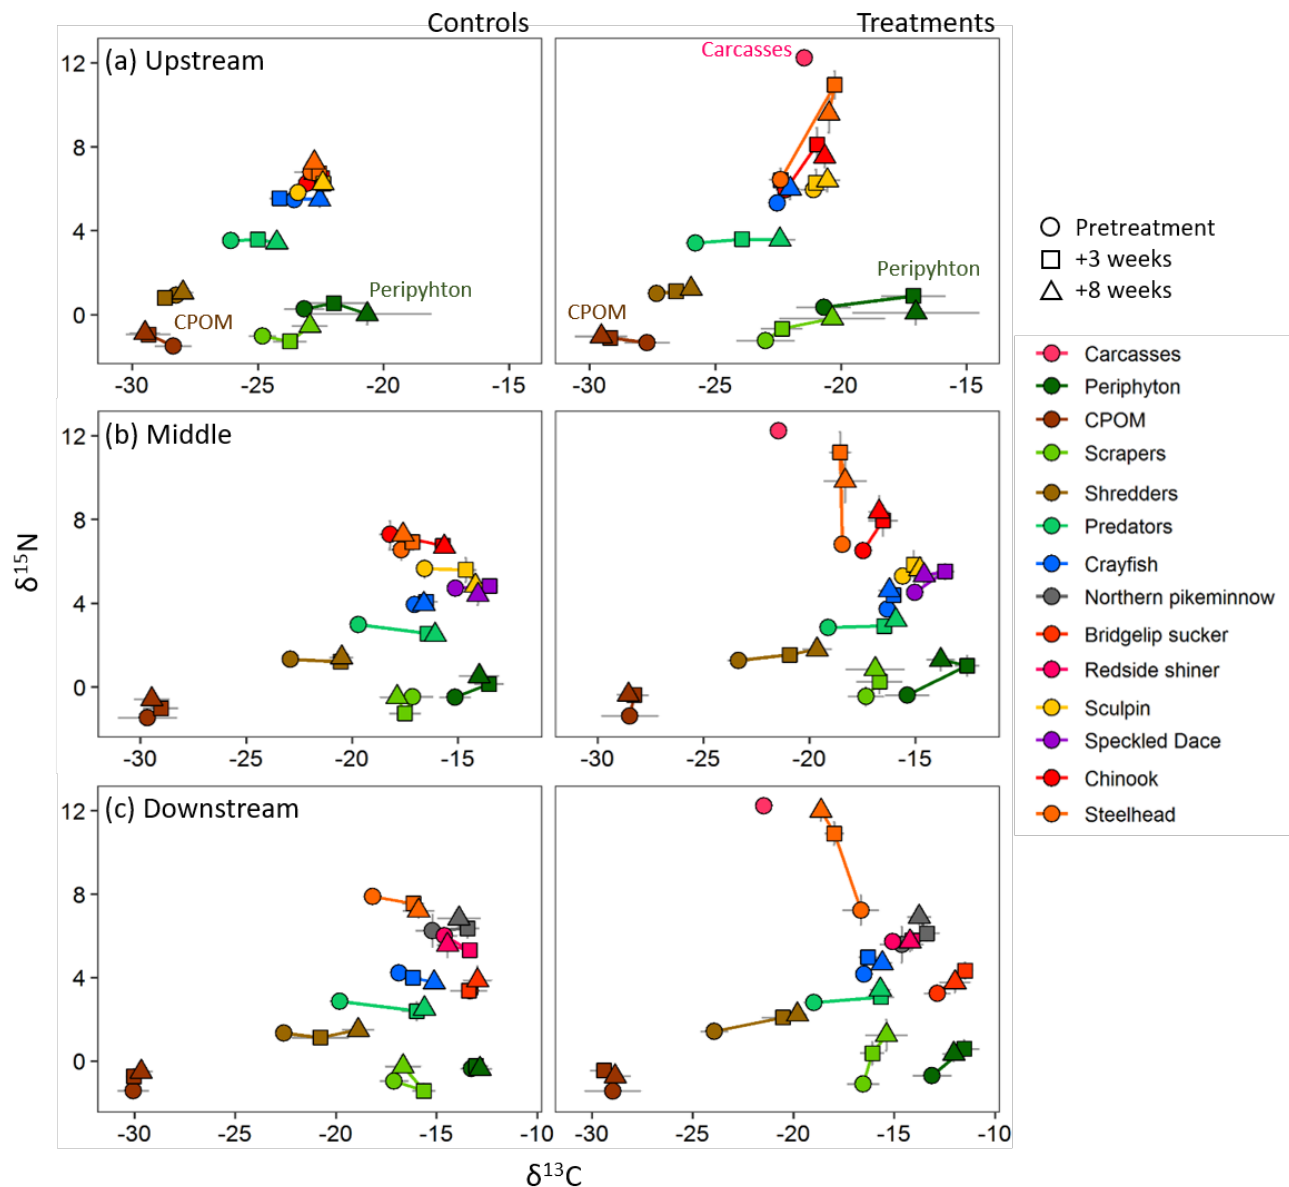 Controls
Treatments
(a) Upstream
Carcasses
12
8
4
0
Peripyhton
CPOM
Peripyhton
CPOM
-30 -25 -20 -15
-30 -25 -20 -15
Pretreatment
+3 weeks
+8 weeks
(b) Middle
12
8
4
0
-30 -25 -20 -15
-30 -25 -20 -15
δ15N
(c) Downstream
12
8
4
0
-30 -25 -20 -15 -10
-30 -25 -20 -15 -10
δ13C
Carcasses
Periphyton
CPOM
Scrapers
Shredders
Predators
Crayfish
Northern pikeminnow
Bridgelip sucker
Redside shiner
Sculpin
Speckled Dace
Chinook
Steelhead